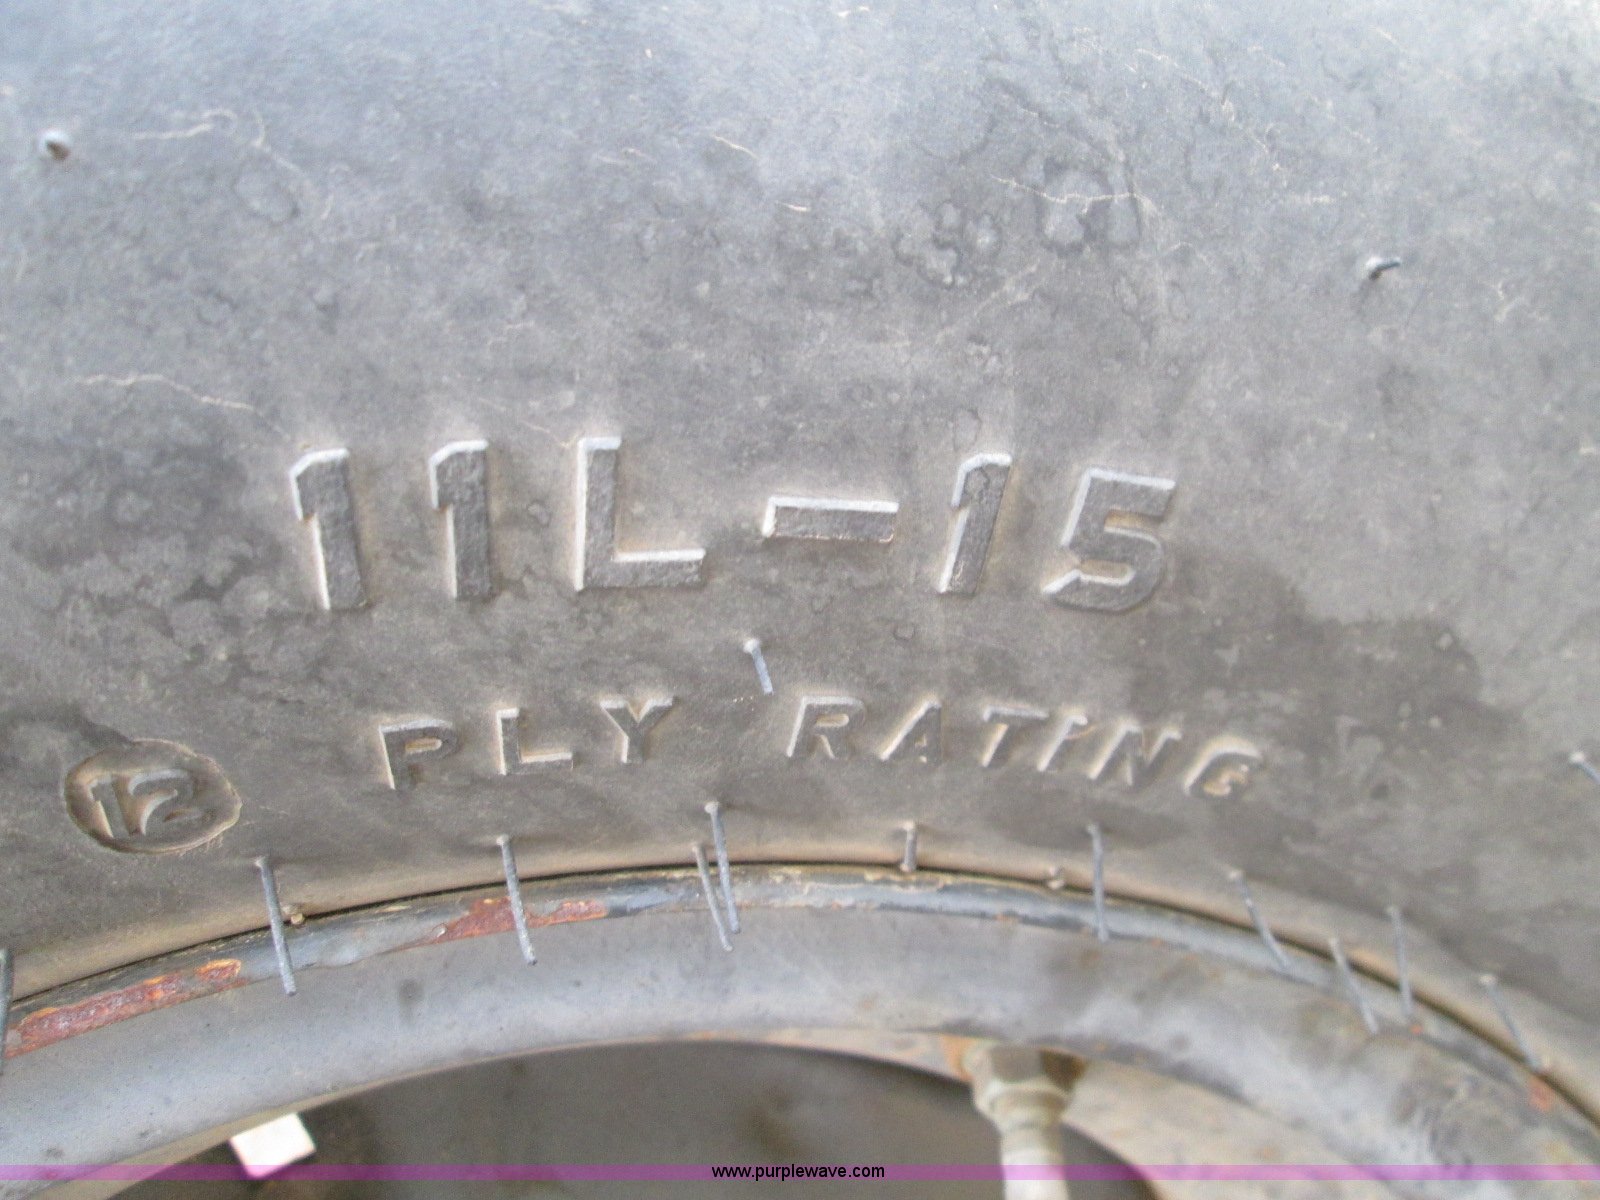 11L-15
12 PLY RATING
www.purplewave.com